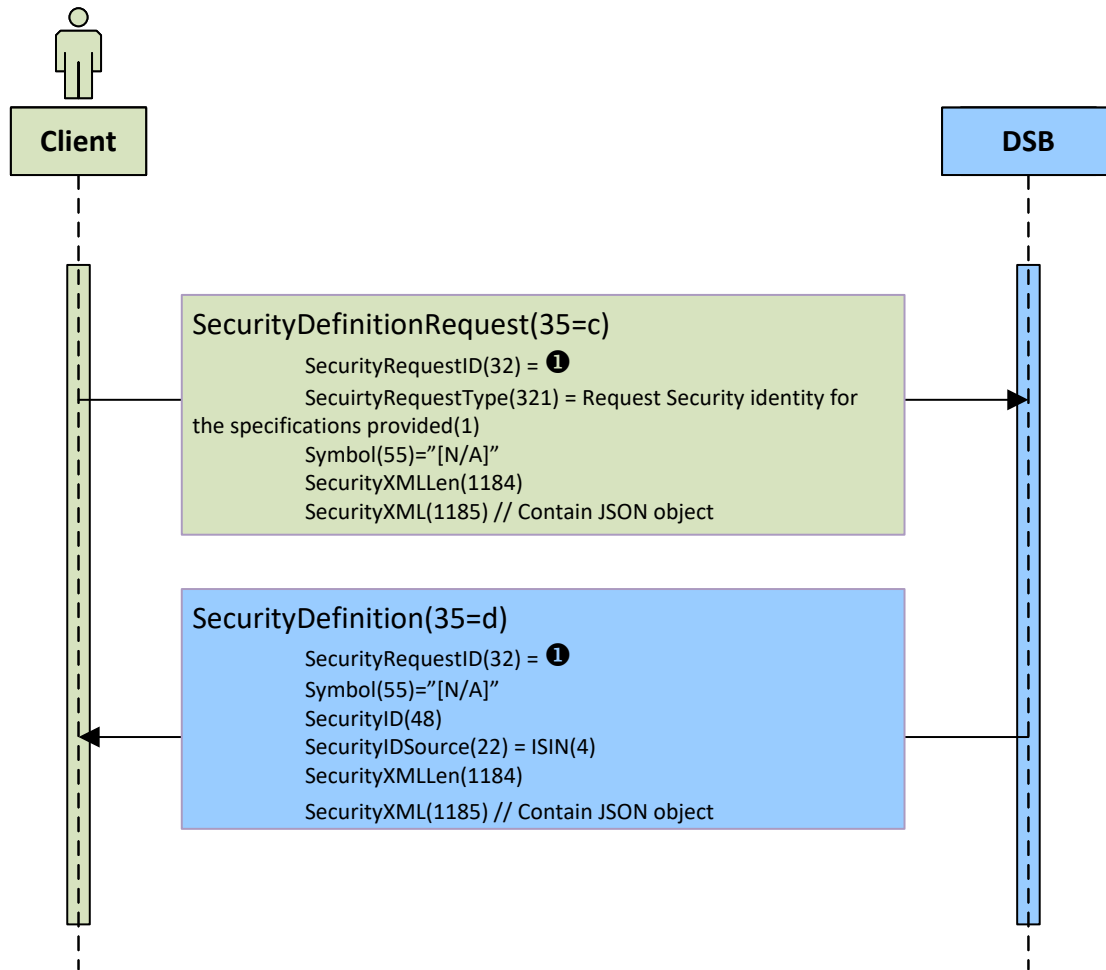 Client
DSB
SecurityDefinitionRequest(35=c)
SecurityRequestID(32) = ❶
SecuirtyRequestType(321) = Request Security identity for
the specifications provided(1)
Symbol(55)=”[N/A]”
SecurityXMLLen(1184)
SecurityXML(1185) // Contain JSON object
SecurityDefinition(35=d)
SecurityRequestID(32) = ❶
Symbol(55)=”[N/A]”
SecurityID(48)
SecurityIDSource(22) = ISIN(4)
SecurityXMLLen(1184)
SecurityXML(1185) // Contain JSON object